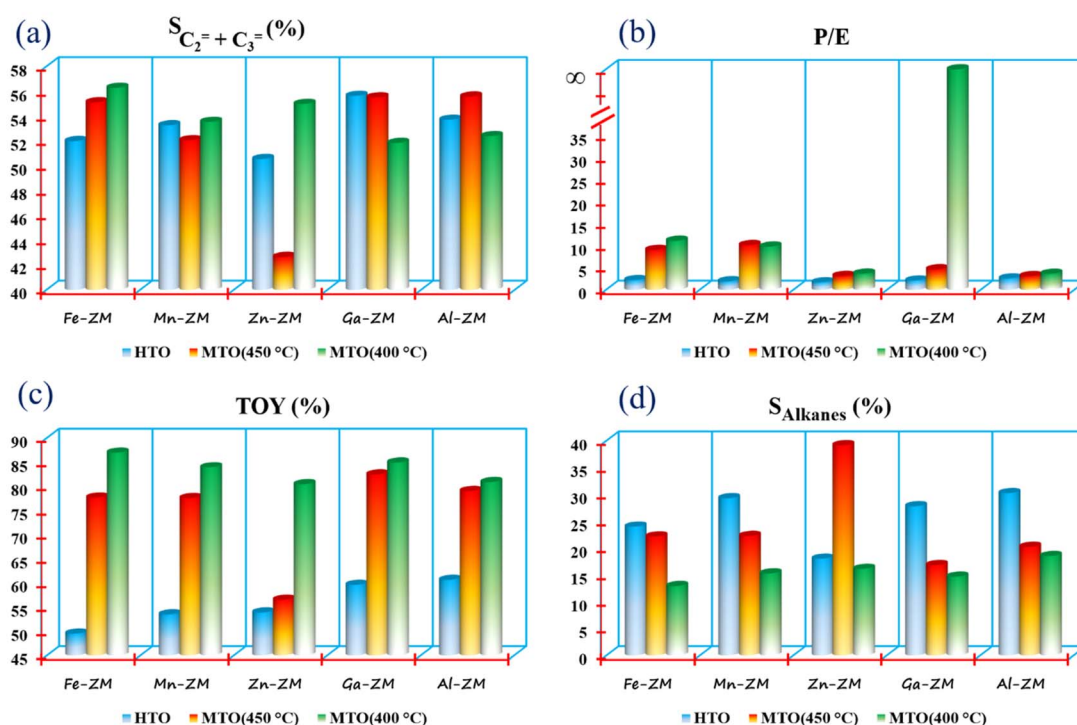 (a)
S C₂⁼ + C₃⁼ (%)
58
56
54
52
50
48
46
44
42
40
Fe-ZM Mn-ZM Zn-ZM Ga-ZM Al-ZM
HTO MTO(450 °C) MTO(400 °C)
(b)
P/E
∞
35
30
25
20
15
10
5
0
Fe-ZM Mn-ZM Zn-ZM Ga-ZM Al-ZM
HTO MTO(450 °C) MTO(400 °C)
(c)
TOY (%)
90
85
80
75
70
65
60
55
50
45
Fe-ZM Mn-ZM Zn-ZM Ga-ZM Al-ZM
HTO MTO(450 °C) MTO(400 °C)
(d)
S Alkanes (%)
40
35
30
25
20
15
10
5
0
Fe-ZM Mn-ZM Zn-ZM Ga-ZM Al-ZM
HTO MTO(450 °C) MTO(400 °C)